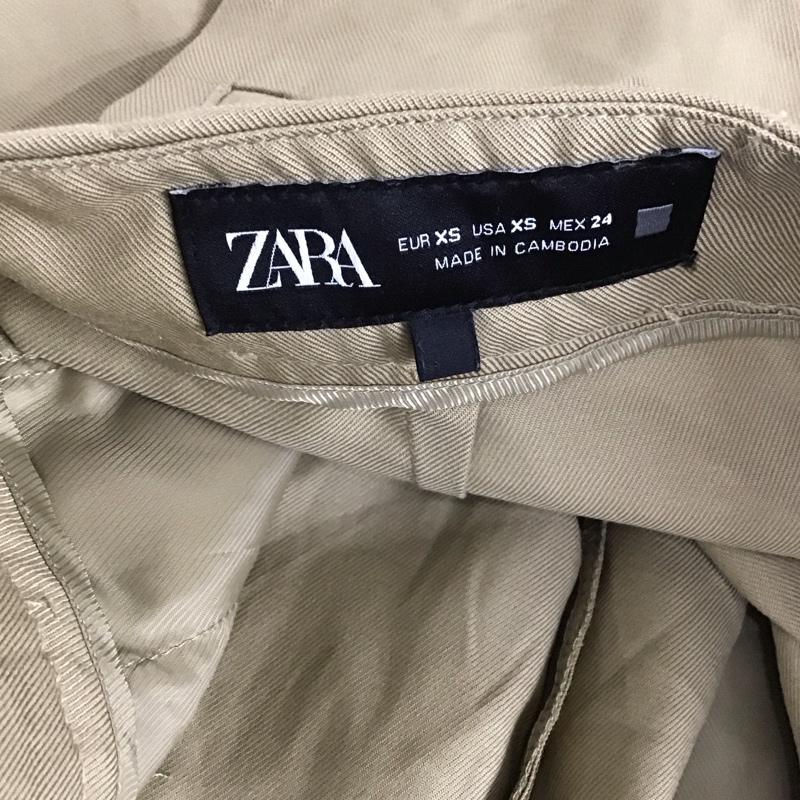 ZARA
EUR XS USA XS MEX 24
MADE IN CAMBODIA